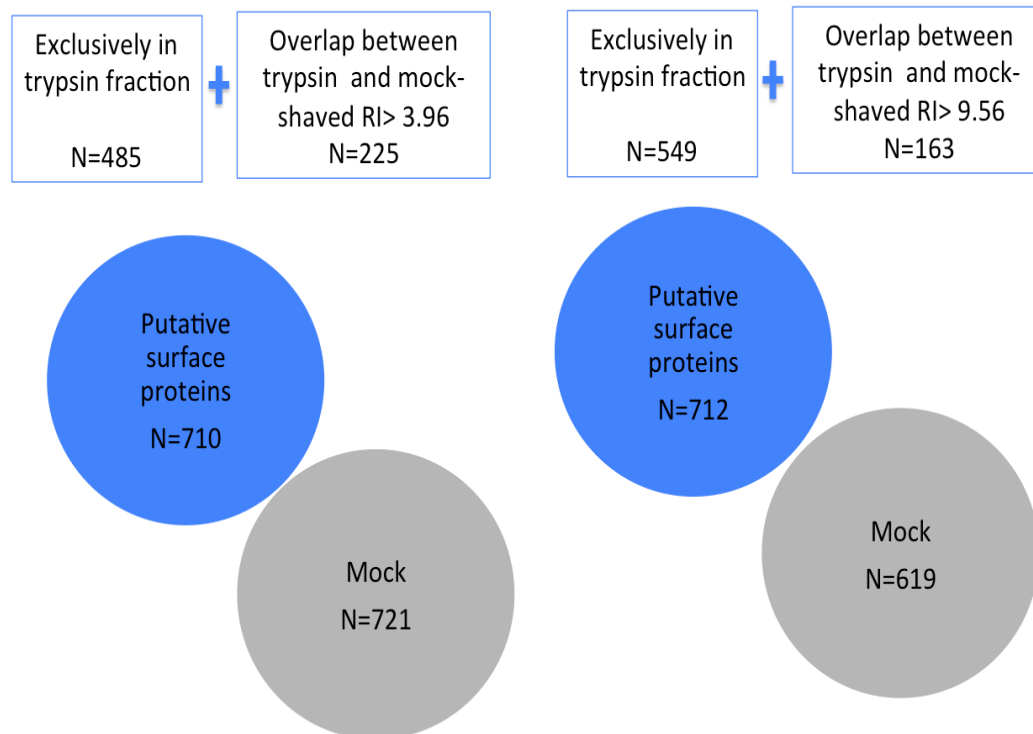 Exclusively in
trypsin fraction
N=485
Overlap between
trypsin and mock-
shaved RI> 3.96
N=225
Exclusively in
trypsin fraction
N=549
Overlap between
trypsin and mock-
shaved RI> 9.56
N=163
Putative
surface
proteins
N=710
Mock
N=721
Putative
surface
proteins
N=712
Mock
N=619